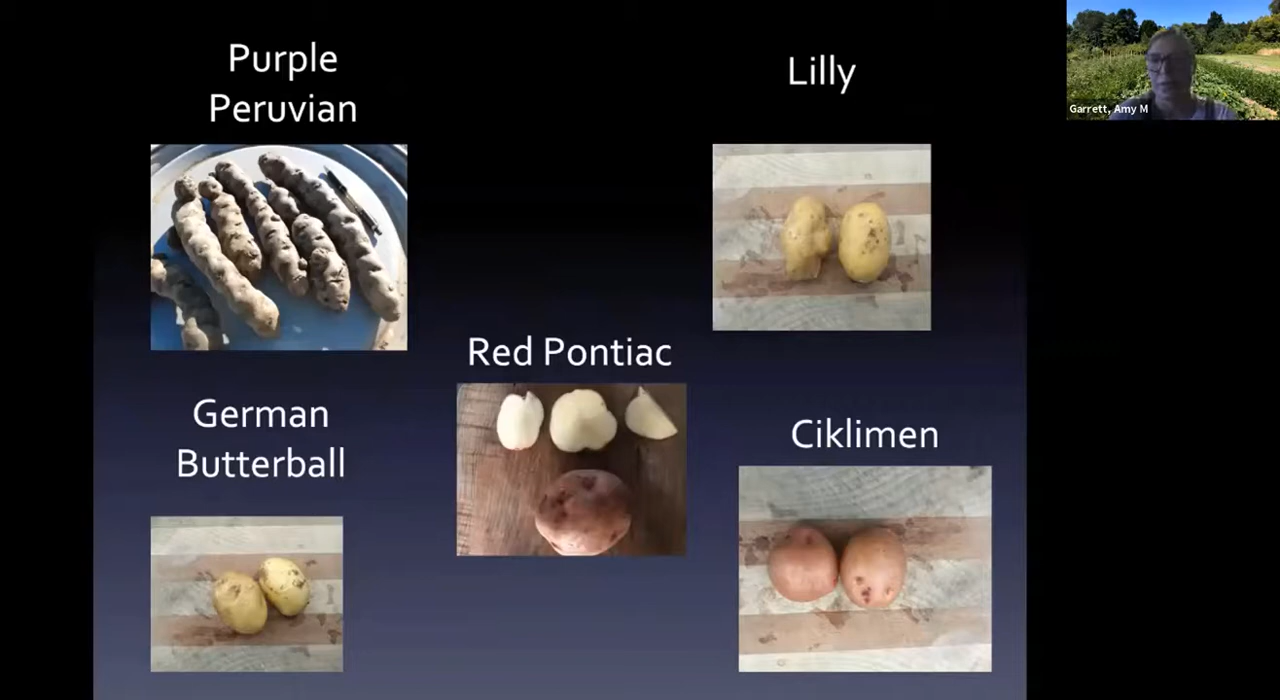 Purple
Peruvian
Lilly
Garrett, Amy M
Red Pontiac
German
Butterball
Ciklimen